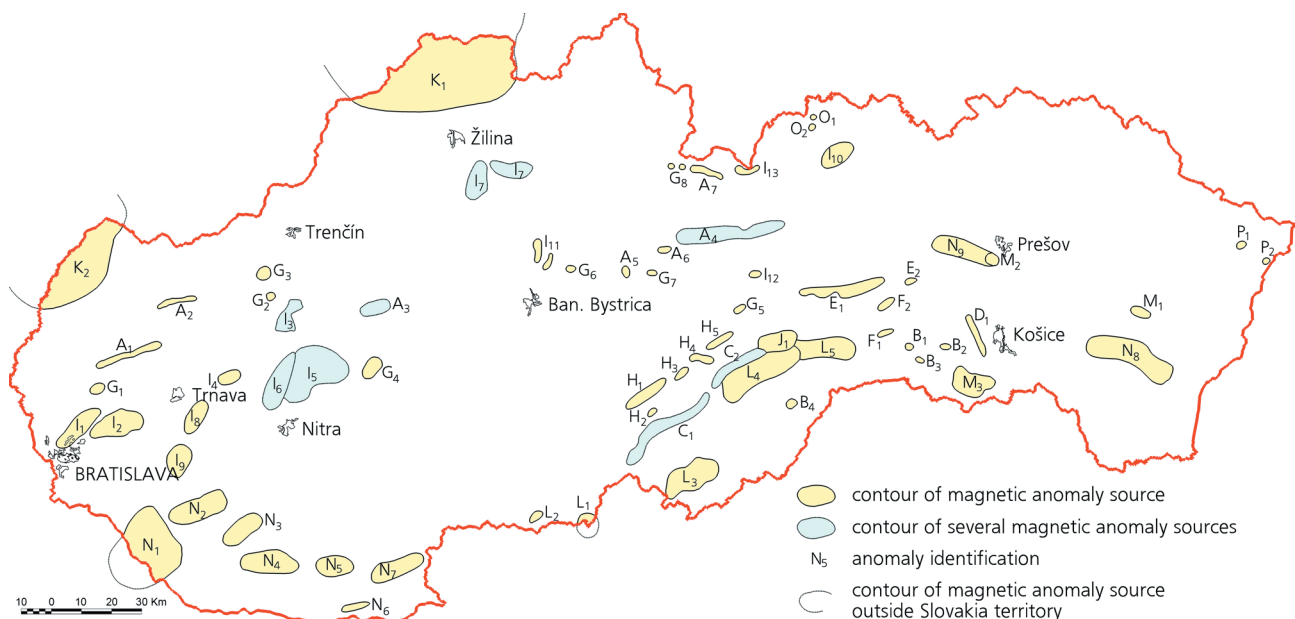 K₁
O₁
O₂
Žilina
I₁₀
I₇
I₇
G₈
A₇
I₁₃
Trenčín
A₄
P₁
Prešov
N₉
M₂
P₂
I₁₁
A₆
K₂
G₃
G₆
A₅
G₇
I₁₂
E₂
G₂
A₂
I₃
A₃
Ban. Bystrica
G₅
E₁
F₂
M₁
D₁
Košice
H₅
J₁
F₁
A₁
C₂
L₅
B₁
B₂
N₈
H₄
B₃
I₄
I₆
I₅
G₄
H₃
L₄
G₁
Trnava
H₁
M₃
B₄
I₁
I₂
I₈
Nitra
H₂
C₁
I₉
BRATISLAVA
L₃
contour of magnetic anomaly source
N₂
N₃
L₂
L₁
contour of several magnetic anomaly sources
N₁
N₄
N₅
N₇
N₅ anomaly identification
contour of magnetic anomaly source
outside Slovakia territory
N₆
10 0 10 20 30 Km